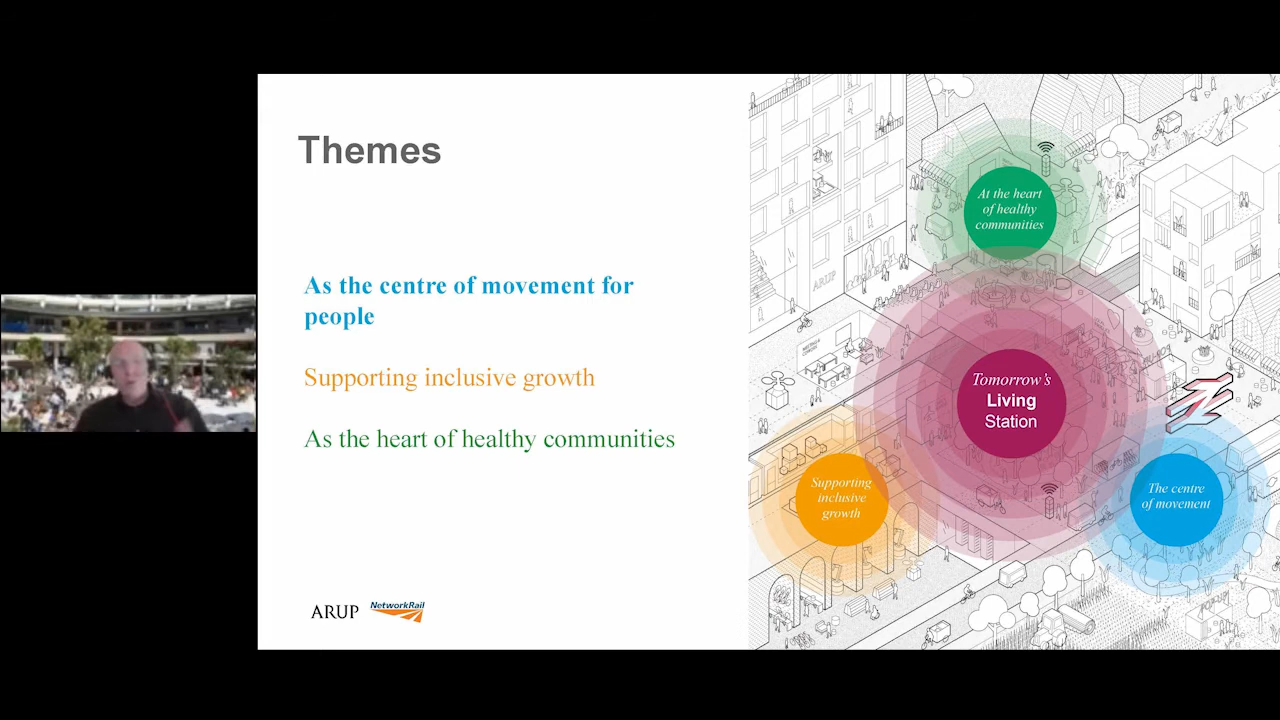 Themes
As the centre of movement for
people
Supporting inclusive growth
As the heart of healthy communities
ARUP
NetworkRail
At the heart
of healthy
communities
ARUP
Tomorrow's
Living
Station
Supporting
inclusive
growth
The centre
of movement